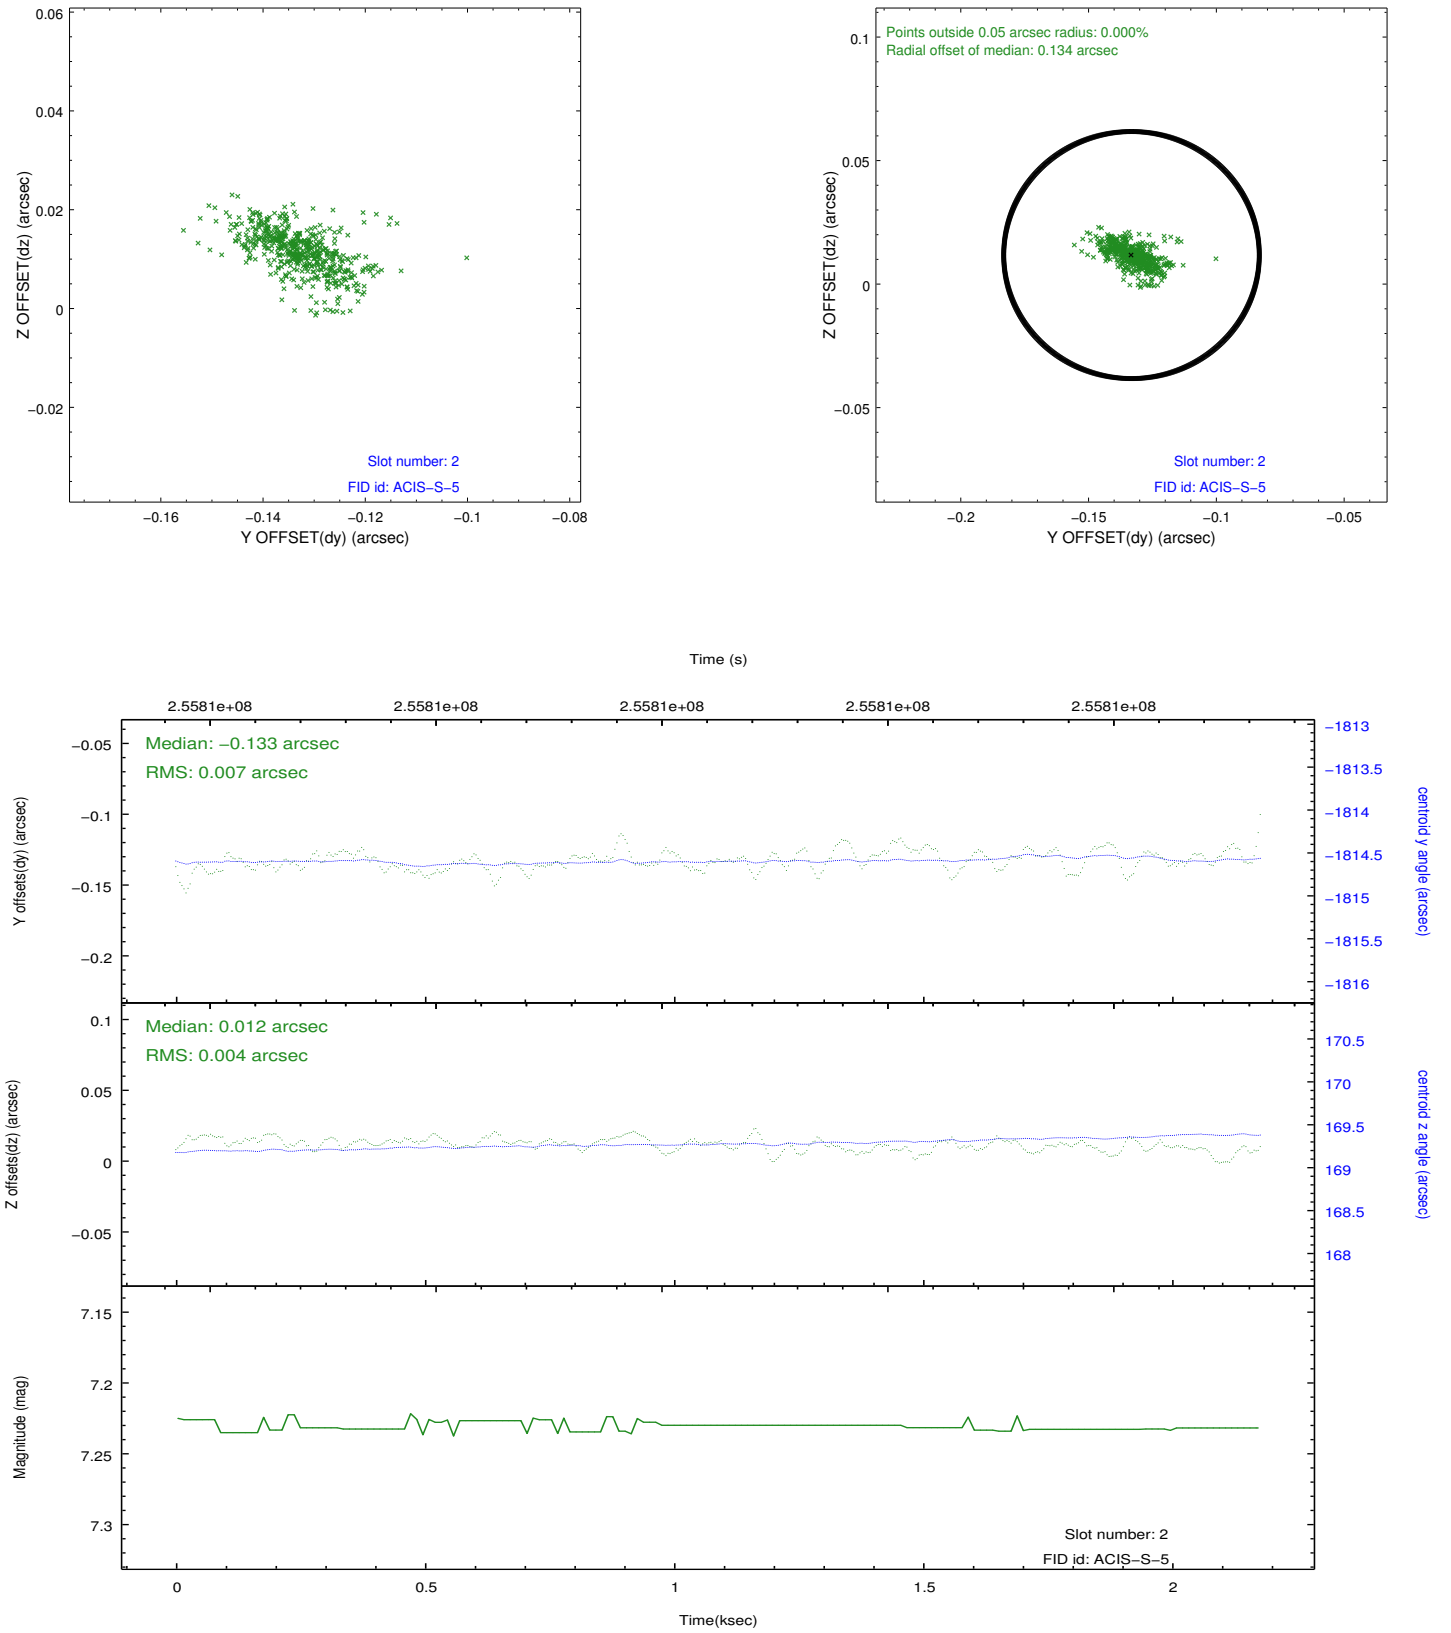 0.06
0.04
0.02
0
−0.02
Z OFFSET(dz) (arcsec)
Slot number: 2
FID id: ACIS−S−5
−0.16
−0.14
−0.12
−0.1
−0.08
Y OFFSET(dy) (arcsec)
Points outside 0.05 arcsec radius: 0.000%
Radial offset of median: 0.134 arcsec
0.1
0.05
0
−0.05
Z OFFSET(dz) (arcsec)
Slot number: 2
FID id: ACIS−S−5
−0.2
−0.15
−0.1
−0.05
Y OFFSET(dy) (arcsec)
Time (s)
2.5581e+08
2.5581e+08
2.5581e+08
2.5581e+08
2.5581e+08
Median: −0.133 arcsec
RMS: 0.007 arcsec
−0.05
−0.1
−0.15
−0.2
Y offsets(dy) (arcsec)
−1813
−1813.5
−1814
−1814.5
−1815
−1815.5
−1816
centroid y angle (arcsec)
Median: 0.012 arcsec
RMS: 0.004 arcsec
0.1
0.05
0
−0.05
Z offsets(dz) (arcsec)
170.5
170
169.5
169
168.5
168
centroid z angle (arcsec)
7.15
7.2
7.25
7.3
Magnitude (mag)
Slot number: 2
FID id: ACIS−S−5
0
0.5
1
1.5
2
Time(ksec)